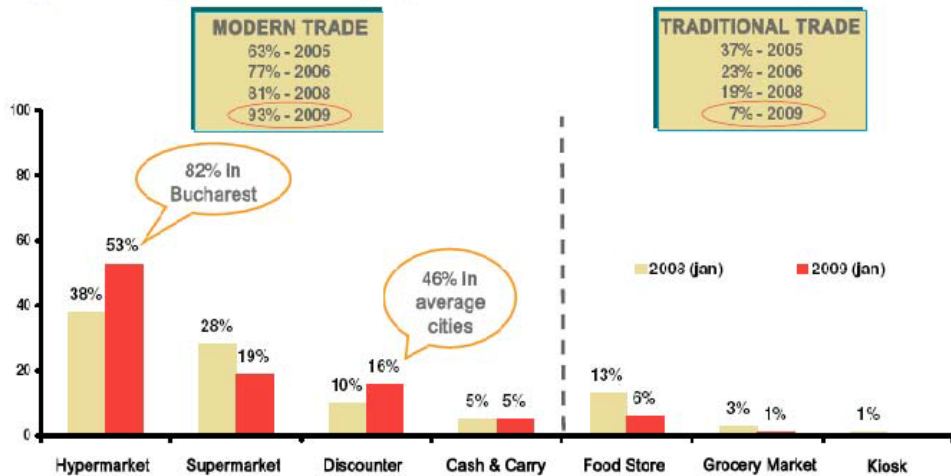 MODERN TRADE
63% - 2005
77% - 2006
81% - 2008
93% - 2009
TRADITIONAL TRADE
37% - 2005
23% - 2006
19% - 2008
7% - 2009
100
80
60
40
20
0
82% in
Bucharest
46% in
average
cities
2008 (jan)
2009 (jan)
38%
53%
28%
19%
10%
16%
5%
5%
13%
6%
3%
1%
1%
Hypermarket
Supermarket
Discounter
Cash & Carry
Food Store
Grocery Market
Kiosk